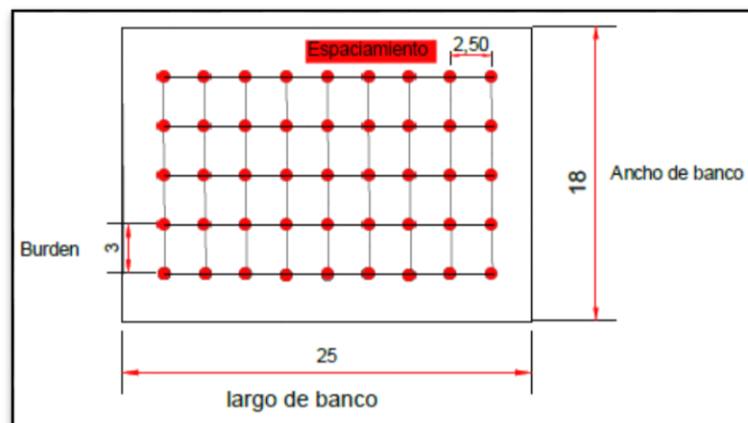 Espaciamiento
2,50
Ancho de banco
18
Burden
3
25
largo de banco